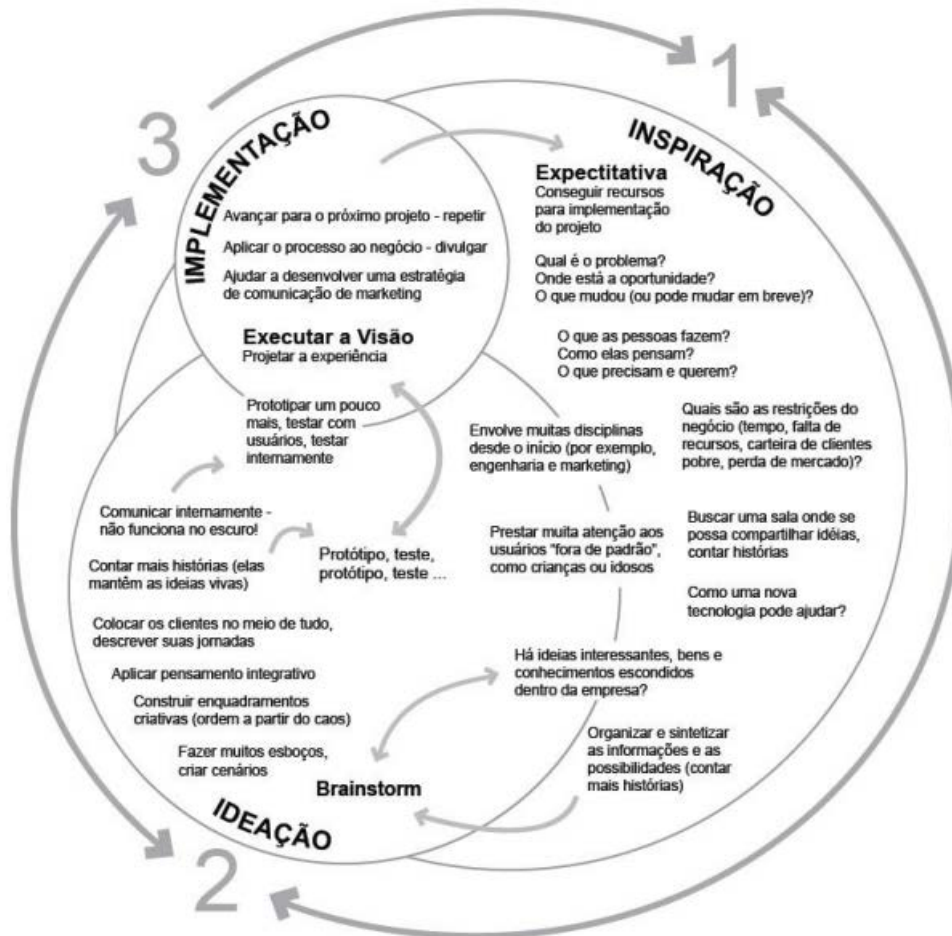 1
INSPIRAÇÃO
Expectitativa
Conseguir recursos
para implementação
do projeto
Qual é o problema?
Onde está a oportunidade?
O que mudou (ou pode mudar em breve)?
O que as pessoas fazem?
Como elas pensam?
O que precisam e querem?
Quais são as restrições do
negócio (tempo, falta de
recursos, carteira de clientes
pobre, perda de mercado)?
Envolve muitas disciplinas
desde o início (por exemplo,
engenharia e marketing)
Buscar uma sala onde se
possa compartilhar idéias,
contar histórias
Prestar muita atenção aos
usuários "fora de padrão",
como crianças ou idosos
Como uma nova
tecnologia pode ajudar?
Há ideias interessantes, bens e
conhecimentos escondidos
dentro da empresa?
Organizar e sintetizar
as informações e as
possibilidades (contar
mais histórias)
2
IDEAÇÃO
Brainstorm
Fazer muitos esboços,
criar cenários
Construir enquadramentos
criativas (ordem a partir do caos)
Aplicar pensamento integrativo
Colocar os clientes no meio de tudo,
descrever suas jornadas
Contar mais histórias (elas
mantêm as ideias vivas)
Protótipo, teste,
protótipo, teste ...
Comunicar internamente -
não funciona no escuro!
Prototipar um pouco
mais, testar com
usuários, testar
internamente
3
IMPLEMENTAÇÃO
Executar a Visão
Projetar a experiência
Ajudar a desenvolver uma estratégia
de comunicação de marketing
Aplicar o processo ao negócio - divulgar
Avançar para o próximo projeto - repetir